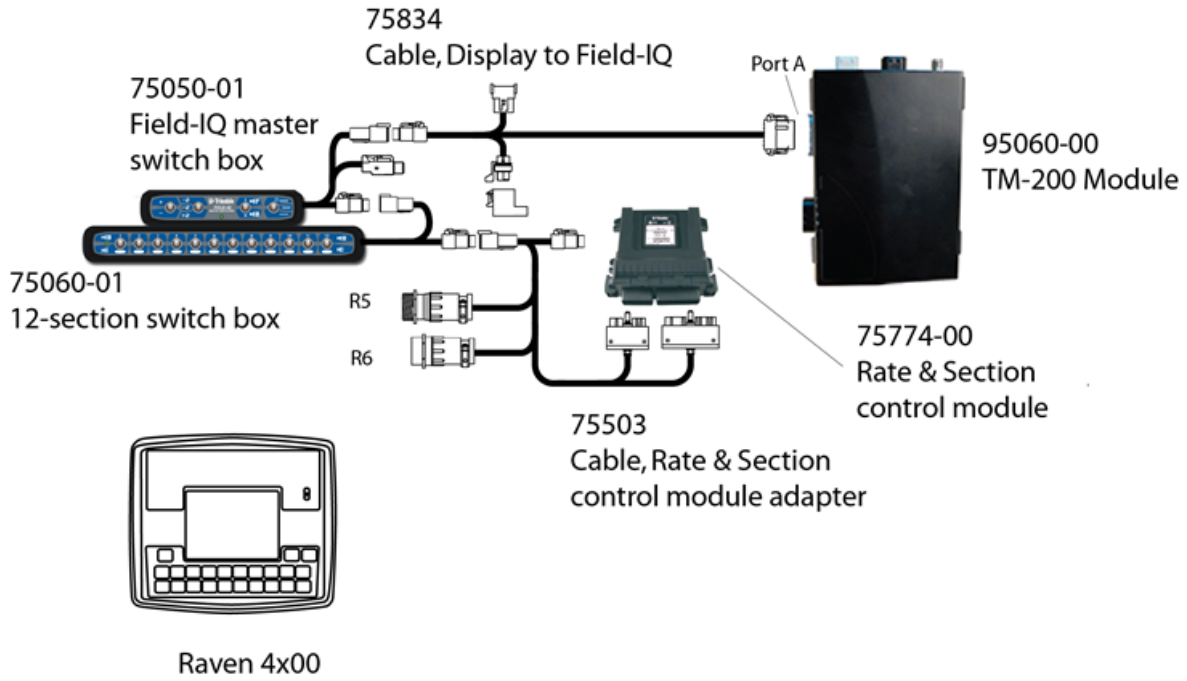 75834
Cable, Display to Field-IQ
Port A
75050-01
Field-IQ master
switch box
95060-00
TM-200 Module
Trimble
75060-01
12-section switch box
R5
R6
75774-00
Rate & Section
control module
75503
Cable, Rate & Section
control module adapter
Raven 4x00